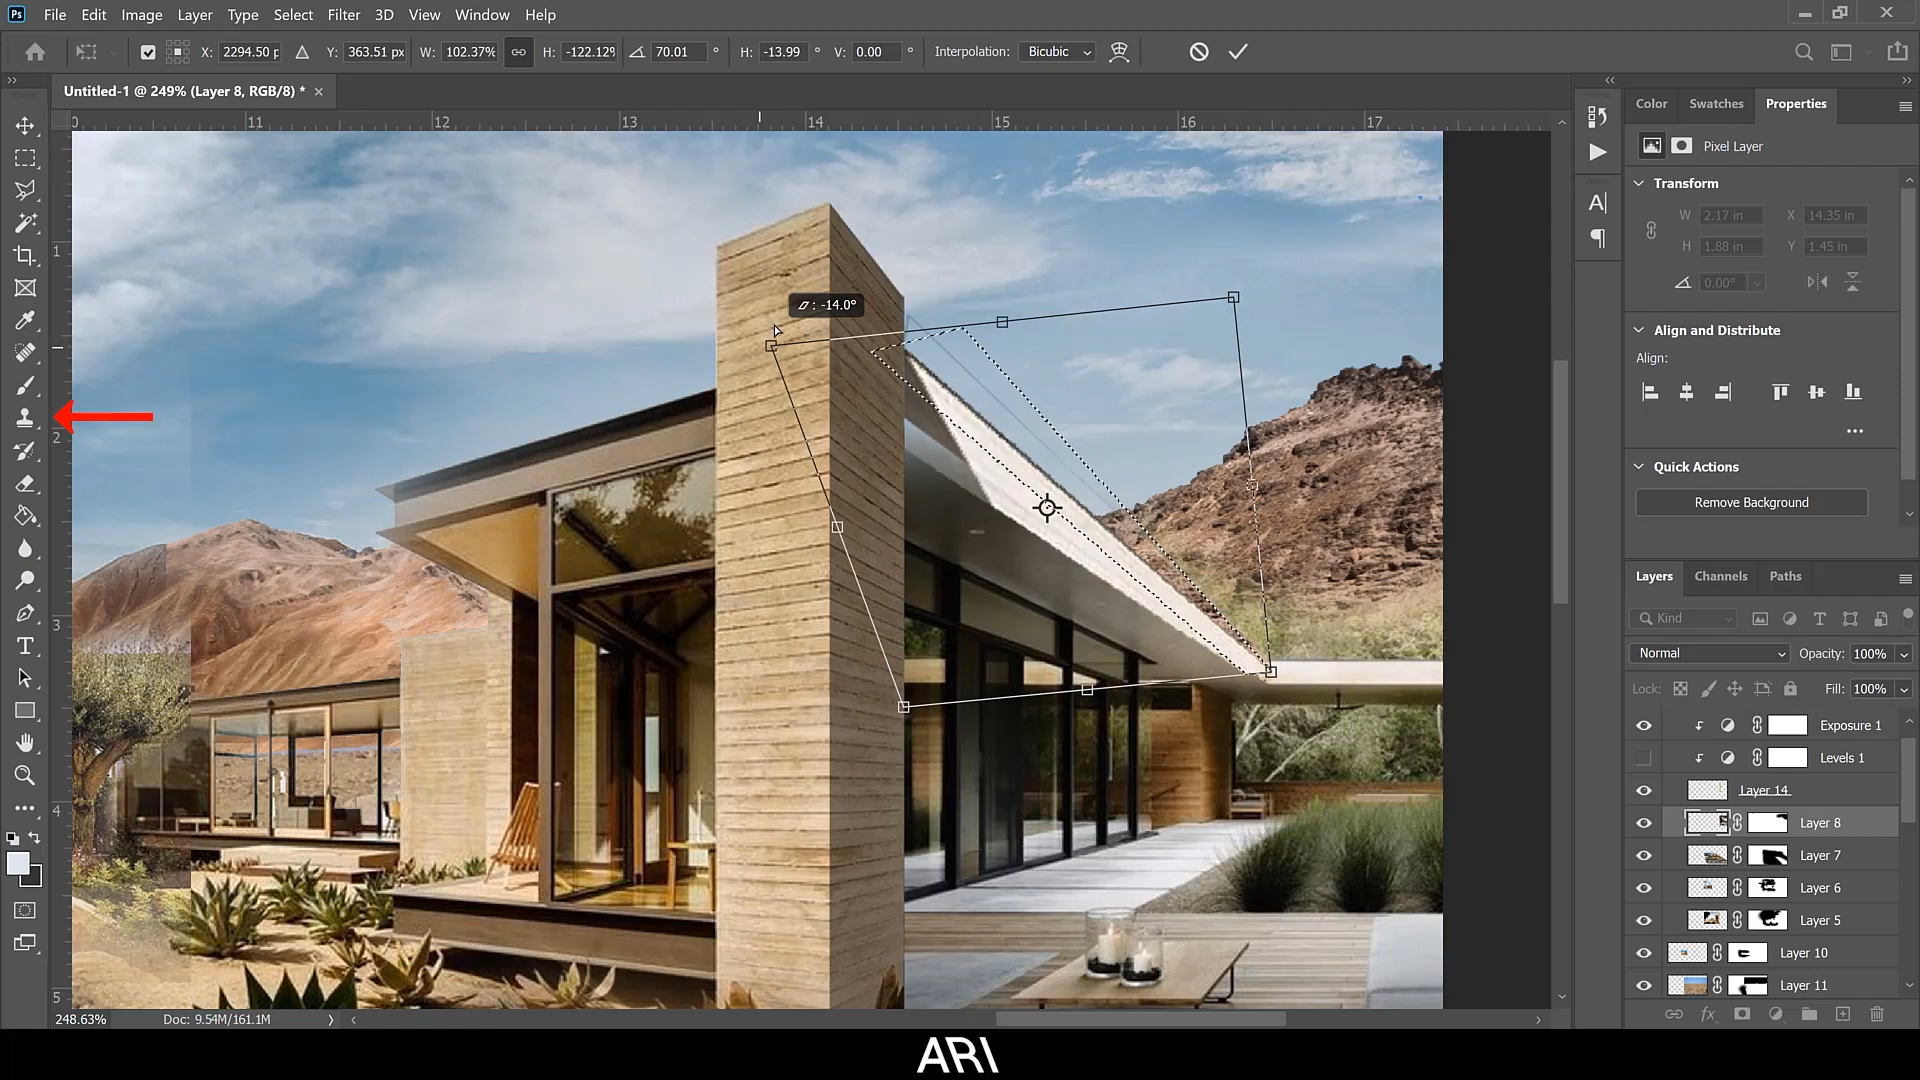 Ps File Edit Image Layer Type Select Filter 3D View Window Help
X: 2294.50 p Y: 363.51 px W: 102.37% H: -122.12% 70.01 ° H: -13.99 ° V: 0.00 ° Interpolation: Bicubic
Untitled-1 @ 249% (Layer 8, RGB/8) *
Color Swatches Properties
11 12 13 14 15 16 17
Pixel Layer
Transform
W 2.17 in X 14.35 in
H 1.88 in Y 1.45 in
0.00°
1
: -14.0°
Align and Distribute
Align:
2
Quick Actions
Remove Background
Layers Channels Paths
3
Kind
Normal Opacity: 100%
Lock: Fill: 100%
Exposure 1
Levels 1
Layer 14
4
Layer 8
Layer 7
Layer 6
Layer 5
Layer 10
Layer 11
5
248.63% Doc: 9.54M/161.1M
ARI